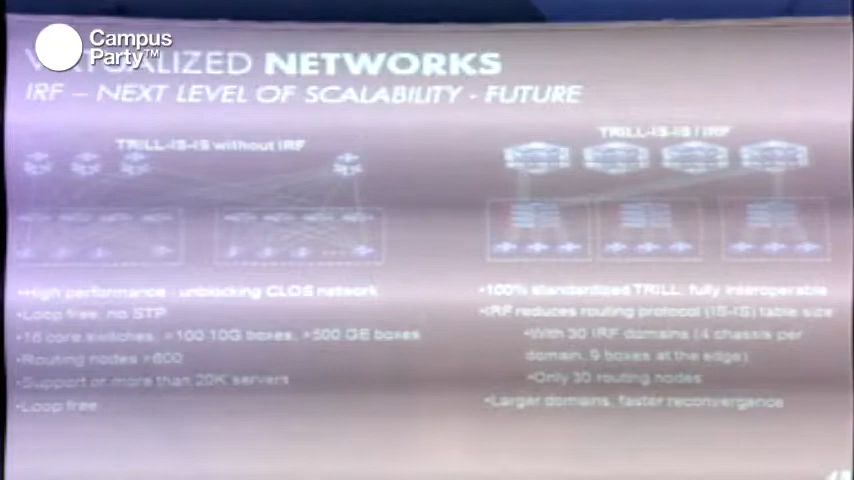 Campus
Party™
VIRTUALIZED NETWORKS
IRF – NEXT LEVEL OF SCALABILITY - FUTURE
TRILL-IS-IS without IRF
•High performance unblocking CLOS network
•Loop free, no STP
•16 core switches, >100 10G boxes, >500 GE boxes
•Routing nodes >600
•Support or more than 20K servers
•Loop free
TRILL-IS-IS / IRF
•100% standardized TRILL, fully interoperable
•IRF reduces routing protocol (IS-IS) table size
•With 30 IRF domains (4 chassis per
domain, 9 boxes at the edge)
•Only 30 routing nodes
•Larger domains, faster reconvergence